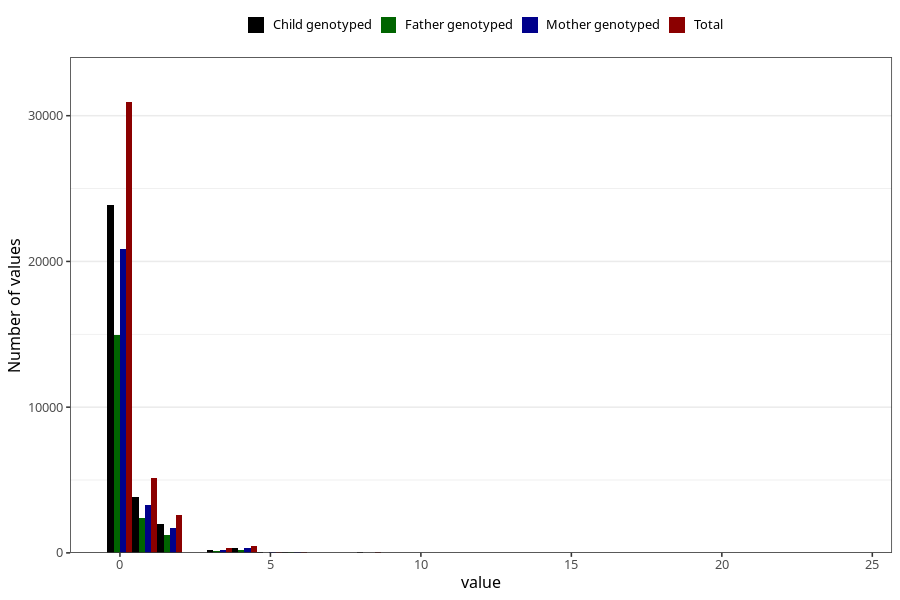 Child genotyped Father genotyped Mother genotyped Total
Number of values
30000
20000
10000
0
0 5 10 15 20 25
value